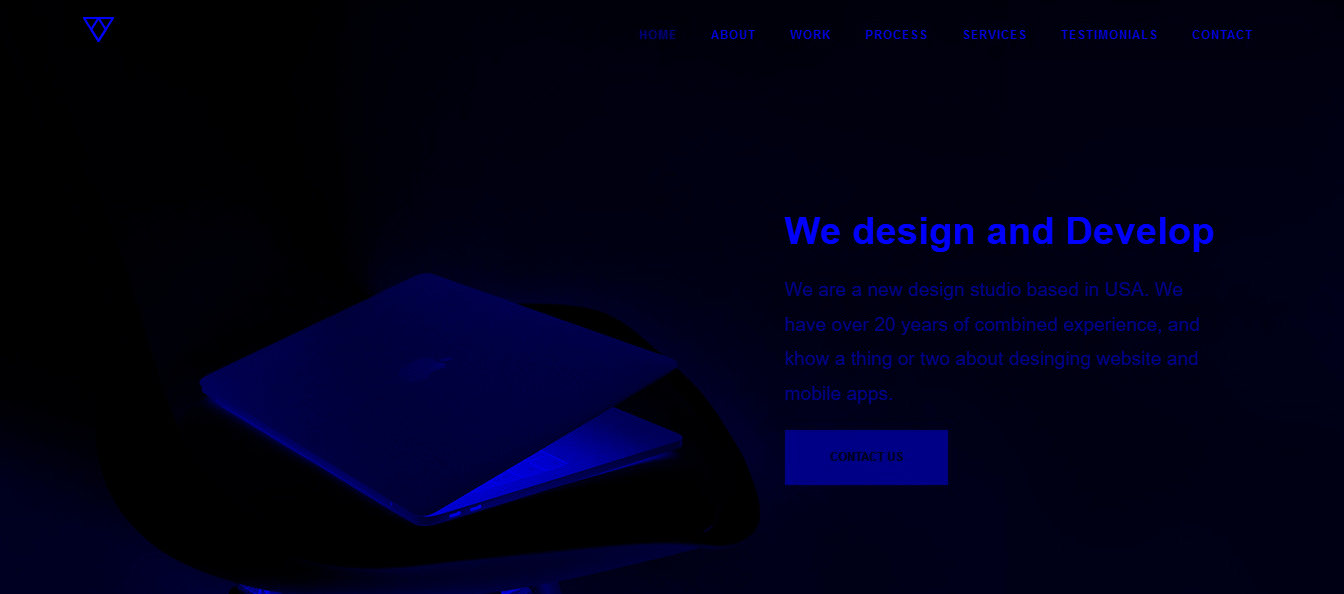 HOME ABOUT WORK PROCESS SERVICES TESTIMONIALS CONTACT
We design and Develop
We are a new design studio based in USA. We
have over 20 years of combined experience, and
know a thing or two about desinging website and
mobile apps.
CONTACT US